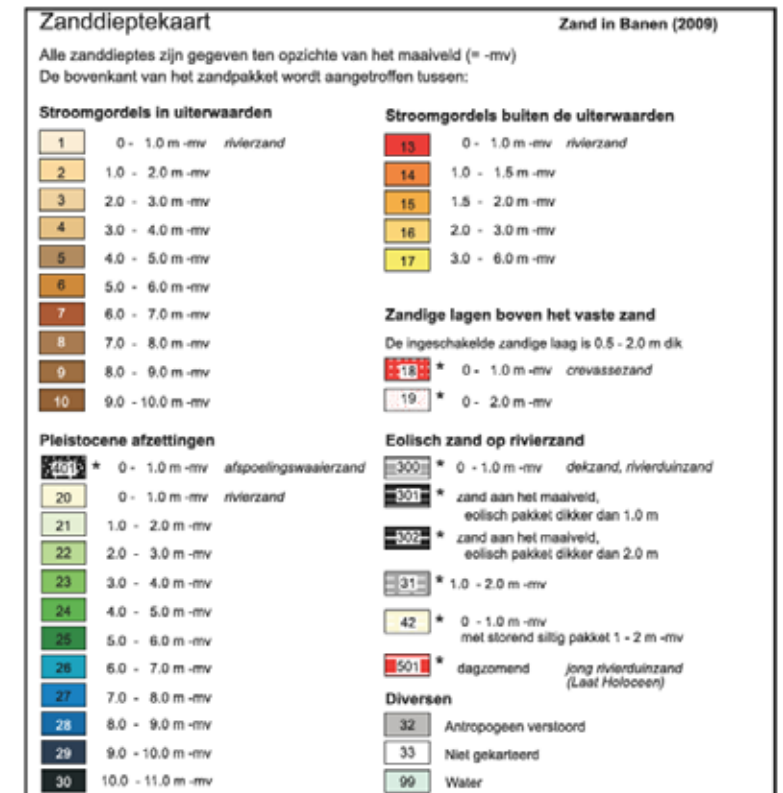 Zanddieptekaart Zand in Banen (2009)
Alle zanddieptes zijn gegeven ten opzichte van het maaiveld (= -mv)
De bovenkant van het zandpakket wordt aangetroffen tussen:
Stroomgordels in uiterwaarden
1 0 - 1.0 m -mv rivierzand
2 1.0 - 2.0 m -mv
3 2.0 - 3.0 m -mv
4 3.0 - 4.0 m -mv
5 4.0 - 5.0 m -mv
6 5.0 - 6.0 m -mv
7 6.0 - 7.0 m -mv
8 7.0 - 8.0 m -mv
9 8.0 - 9.0 m -mv
10 9.0 - 10.0 m -mv
Pleistocene afzettingen
401 * 0 - 1.0 m -mv afspoelingswaaierzand
20 0 - 1.0 m -mv rivierzand
21 1.0 - 2.0 m -mv
22 2.0 - 3.0 m -mv
23 3.0 - 4.0 m -mv
24 4.0 - 5.0 m -mv
25 5.0 - 6.0 m -mv
26 6.0 - 7.0 m -mv
27 7.0 - 8.0 m -mv
28 8.0 - 9.0 m -mv
29 9.0 - 10.0 m -mv
30 10.0 - 11.0 m -mv
Stroomgordels buiten de uiterwaarden
13 0 - 1.0 m -mv rivierzand
14 1.0 - 1.5 m -mv
15 1.5 - 2.0 m -mv
16 2.0 - 3.0 m -mv
17 3.0 - 6.0 m -mv
Zandige lagen boven het vaste zand
De ingeschakelde zandige laag is 0.5 - 2.0 m dik
18 * 0 - 1.0 m -mv crevassezand
19 * 0 - 2.0 m -mv
Eolisch zand op rivierzand
300 * 0 - 1.0 m -mv dekzand, rivierduinzand
301 * zand aan het maaiveld,
eolisch pakket dikker dan 1.0 m
302 * zand aan het maaiveld,
eolisch pakket dikker dan 2.0 m
31 * 1.0 - 2.0 m -mv
42 * 0 - 1.0 m -mv
met storend siltig pakket 1 - 2 m -mv
501 * dagzomend jong rivierduinzand
(Laat Holoceen)
Diversen
32 Antropogeen verstoord
33 Niet gekarteerd
99 Water